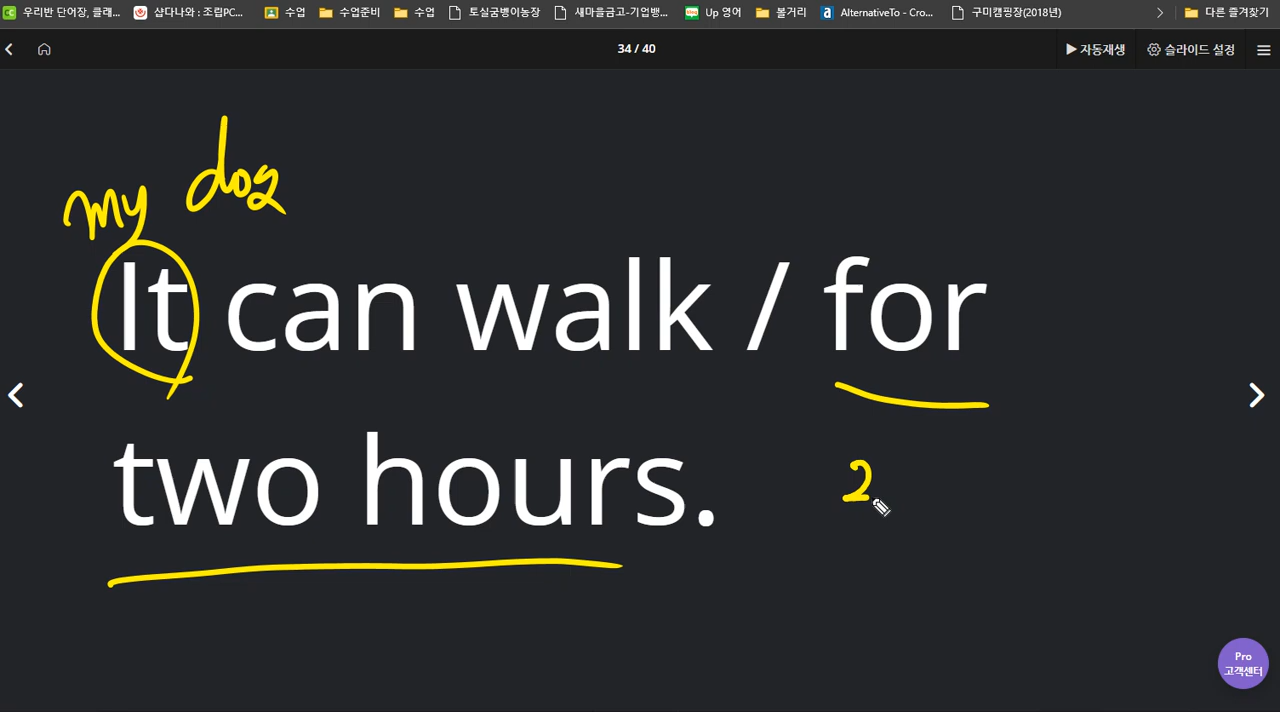 우리반 단어장, 클래...
샵다나와 : 조립PC...
수업
수업준비
수업
토실굼벵이농장
새마을금고-기업뱅...
Up 영어
볼거리
AlternativeTo - Cro...
구미캠핑장(2018년)
다른 즐겨찾기
34 / 40
자동재생
슬라이드 설정
my dog
It can walk / for
two hours.
2
Pro
고객센터